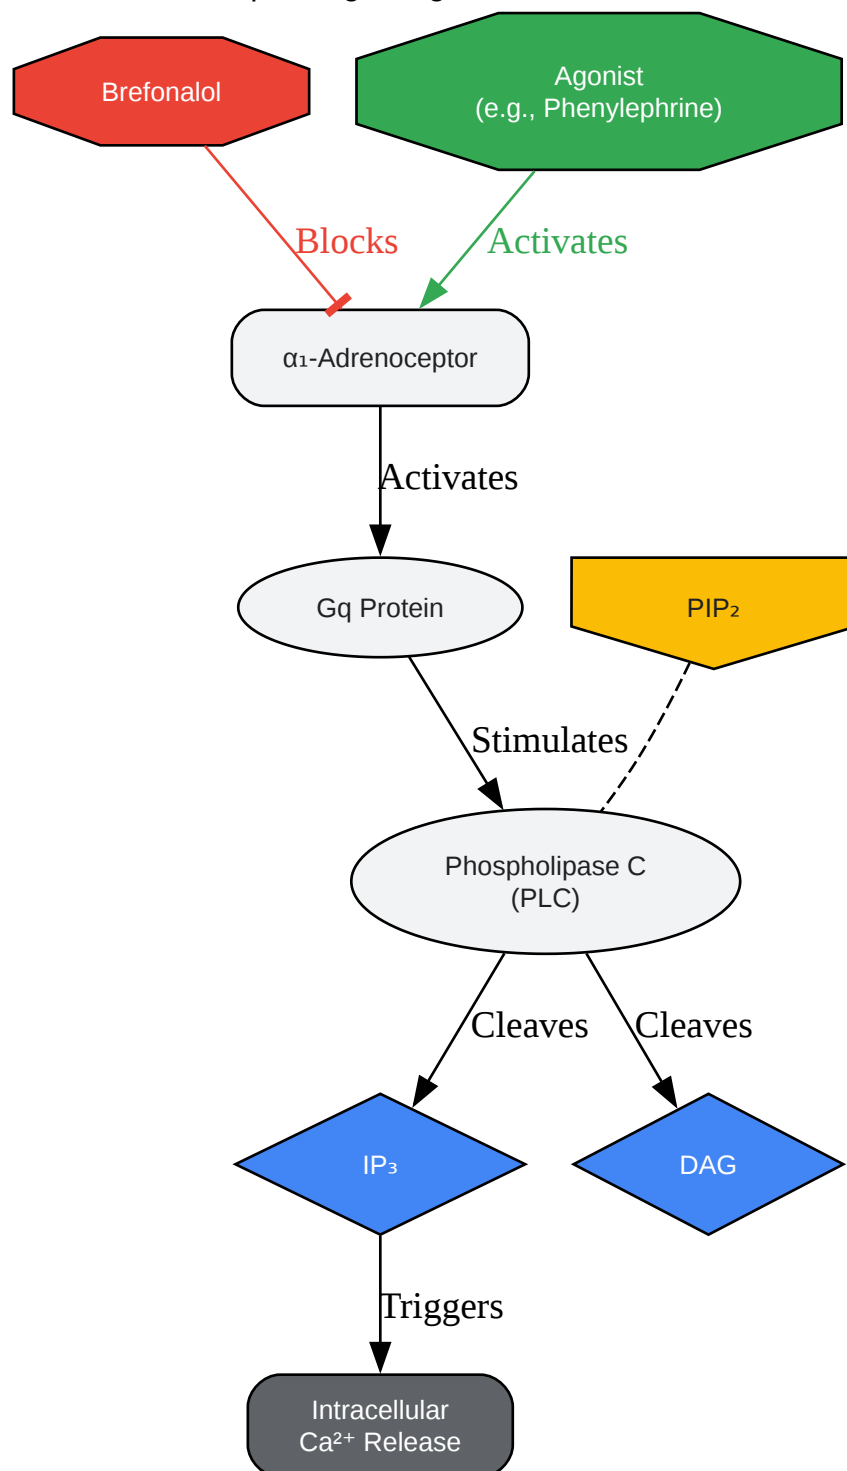 Brefonalol
Agonist
(e.g., Phenylephrine)
Blocks
Activates
α₁-Adrenoceptor
Activates
Gq Protein
PIP₂
Stimulates
Phospholipase C
(PLC)
Cleaves
Cleaves
IP₃
DAG
Triggers
Intracellular
Ca²⁺ Release